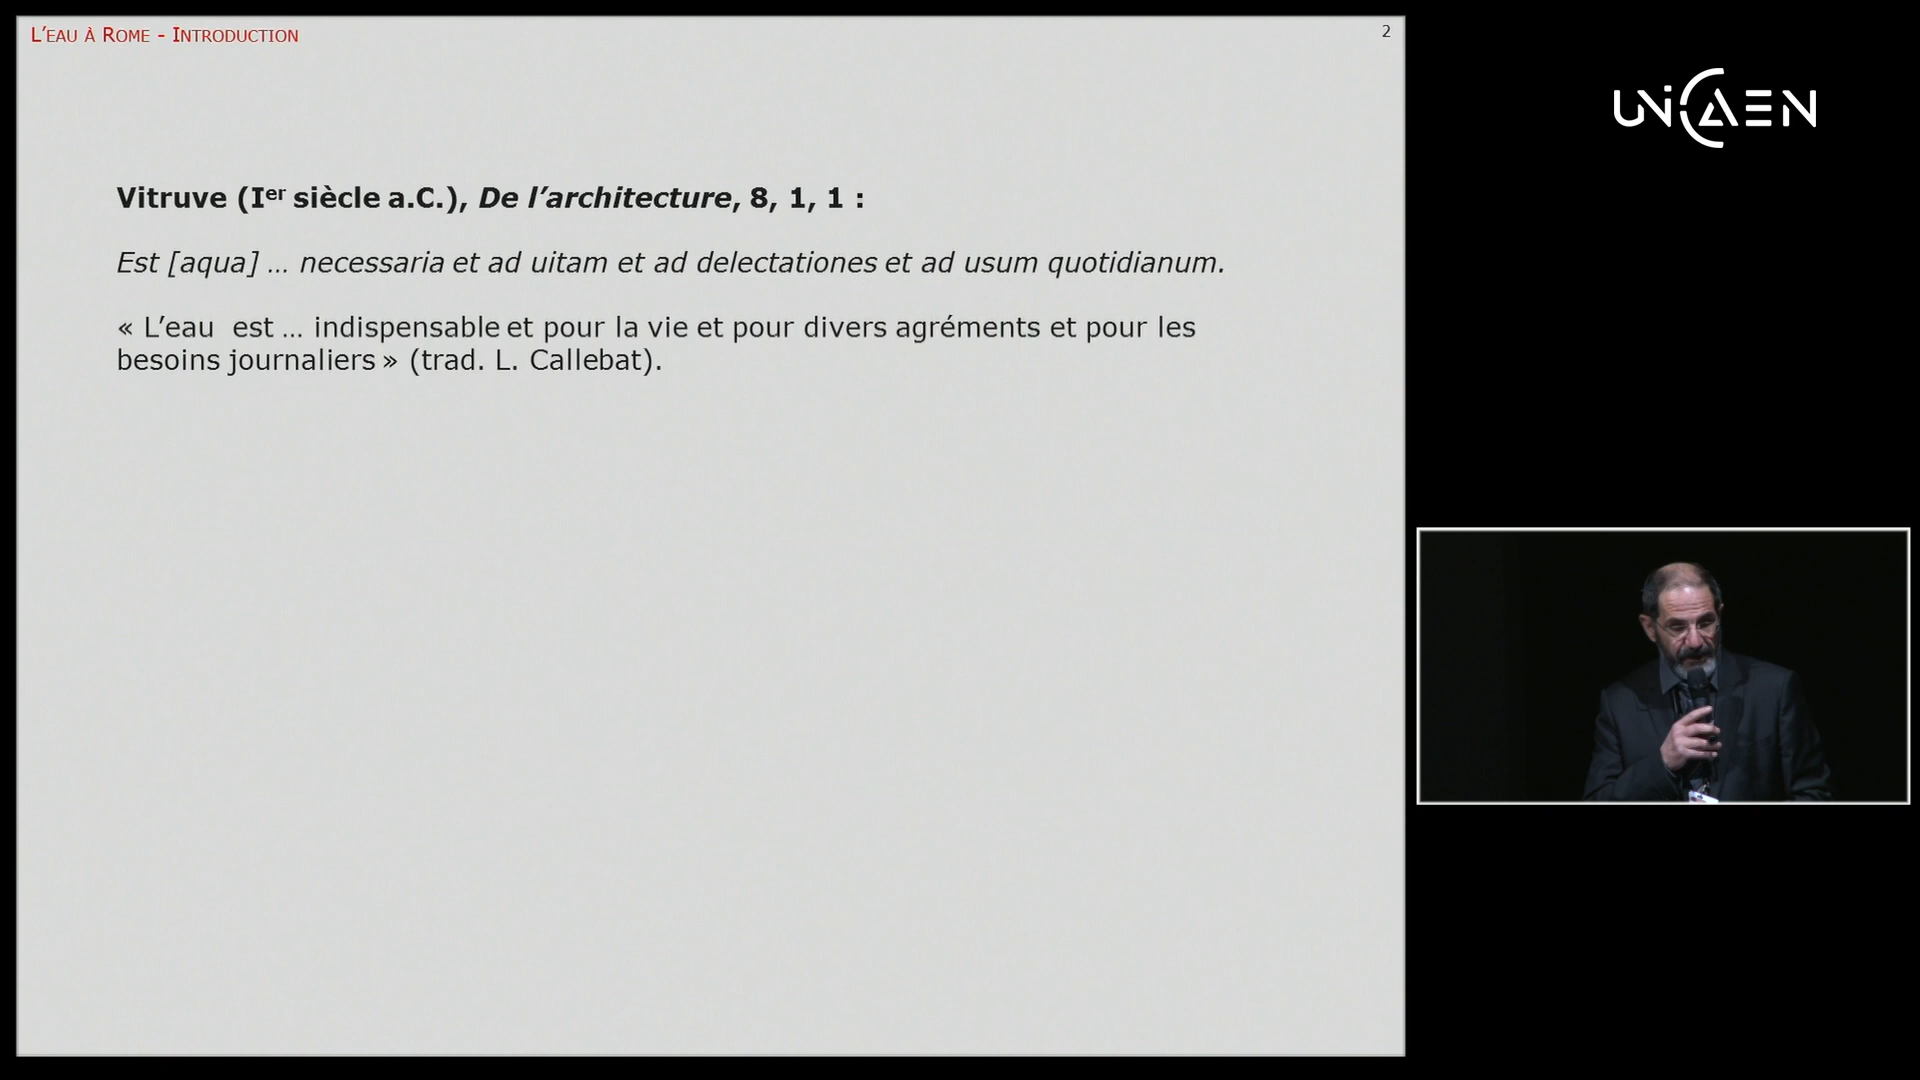 L'EAU À ROME - INTRODUCTION
2
UNICAEN
Vitruve (Ier siècle a.C.), De l'architecture, 8, 1, 1 :
Est [aqua] … necessaria et ad uitam et ad delectationes et ad usum quotidianum.
« L'eau est … indispensable et pour la vie et pour divers agréments et pour les
besoins journaliers » (trad. L. Callebat).